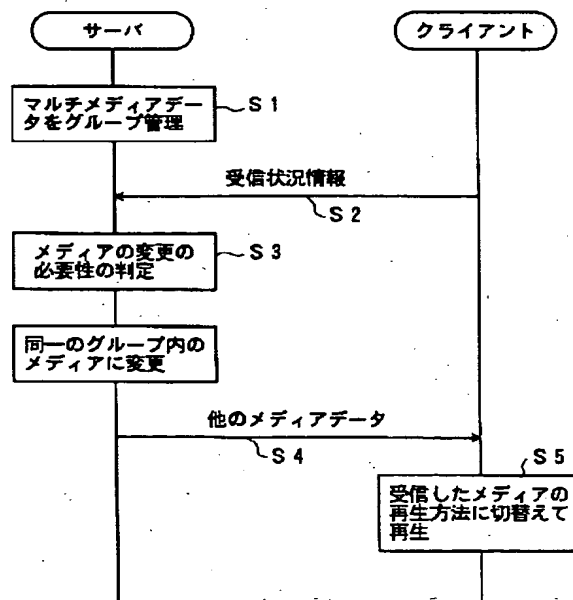 サーバ
クライアント
マルチメディアデー
タをグループ管理
S1
受信状況情報
S2
メディアの変更の
必要性の判定
S3
同一のグループ内の
メディアに変更
他のメディアデータ
S4
S5
受信したメディアの
再生方法に切替えて
再生